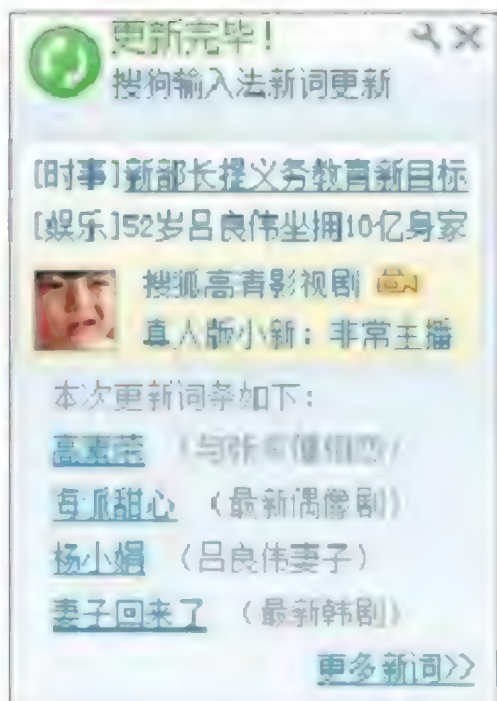 更新完毕!
搜狗输入法新词更新
[时事]新部长提义务教育新目标
[娱乐]52岁吕良伟坐拥10亿身家
搜狐高清影视剧
真人版小新:非常主播
本次更新词条如下:
(与张
甜心 (最新偶像剧)
杨小娟 (吕良伟妻子)
妻子回来了 (最新韩剧)
更多新词>>